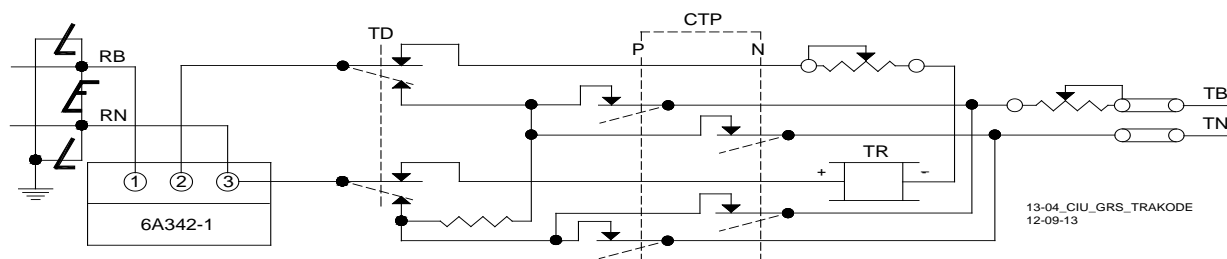 CTP
TD
P N
RB
TB
RN
TN
TR
1 2 3
+ -
6A342-1
13-04_CIU_GRS_TRAKODE
12-09-13